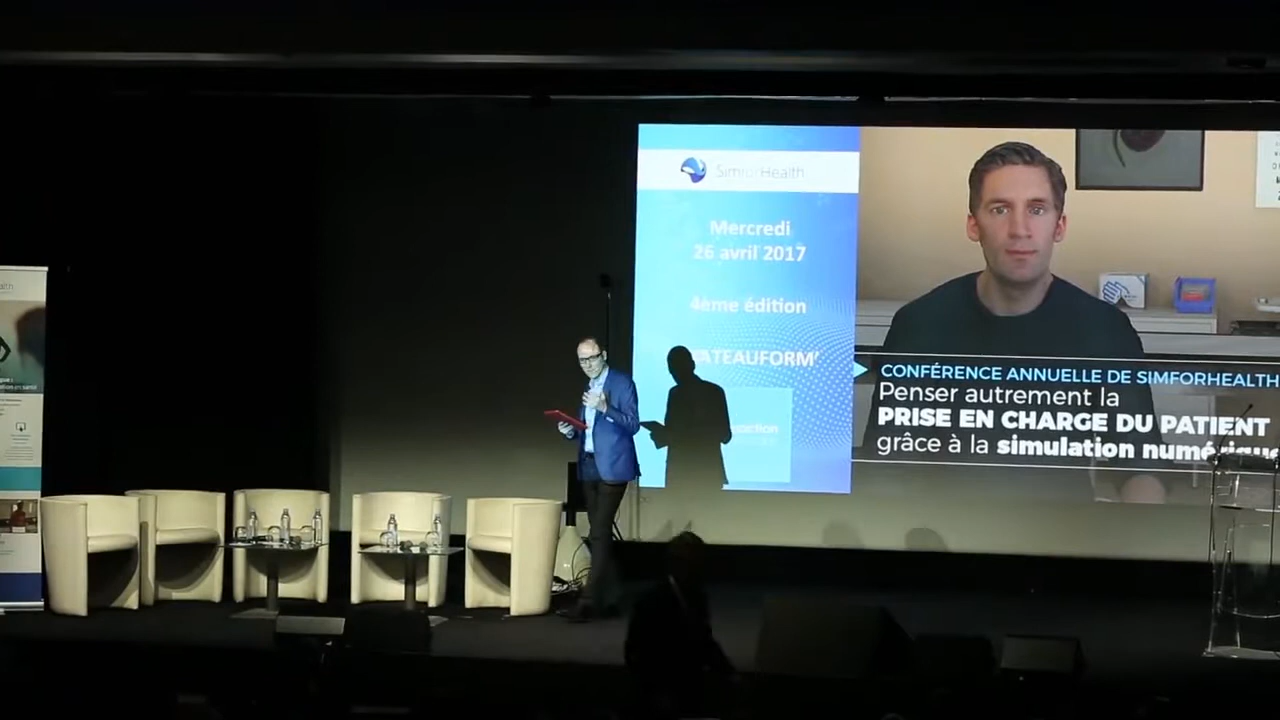 SimforHealth
Mercredi
26 avril 2017
4ème édition
CONFÉRENCE ANNUELLE DE SIMFORHEALTH
Penser autrement la
PRISE EN CHARGE DU PATIENT
grâce à la simulation numérique